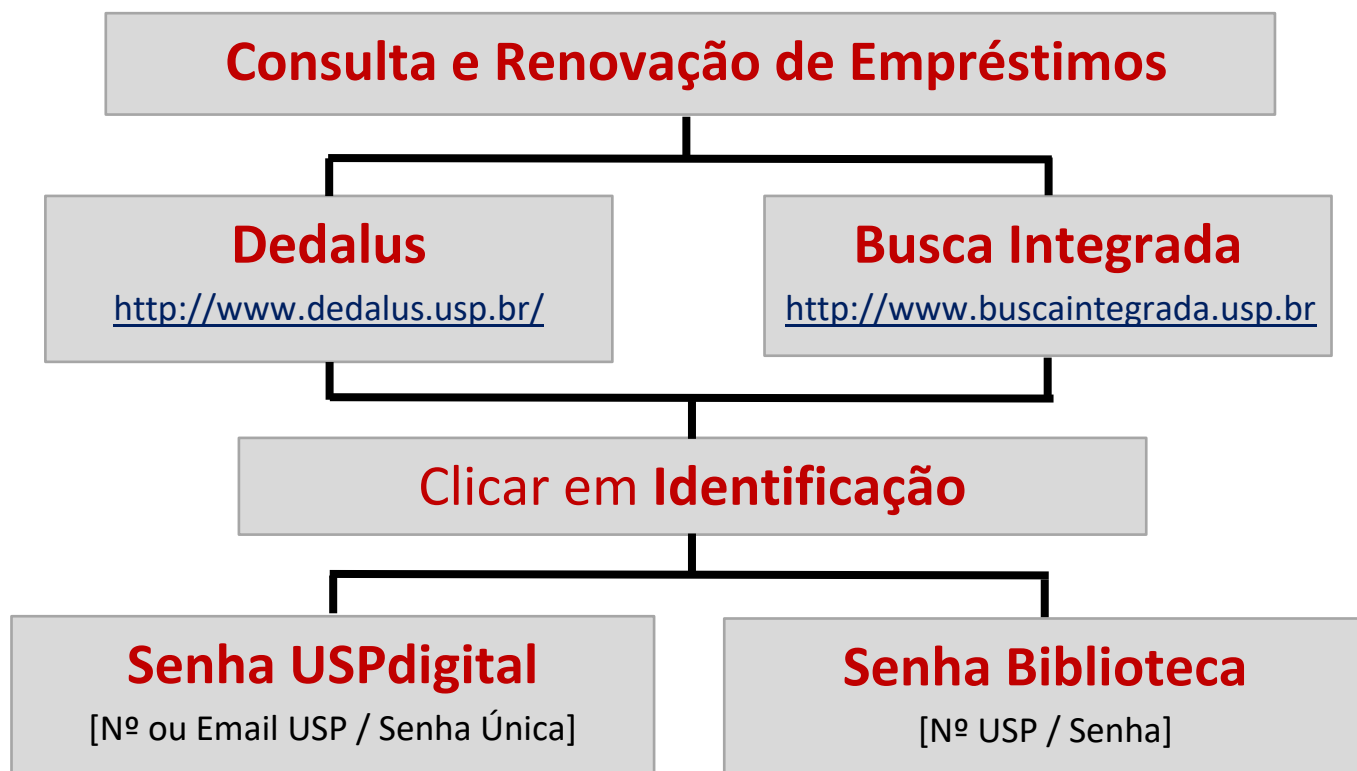 Consulta e Renovação de Empréstimos
Dedalus
http://www.dedalus.usp.br/
Busca Integrada
http://www.buscaintegrada.usp.br
Clicar em Identificação
Senha USPdigital
[Nº ou Email USP / Senha Única]
Senha Biblioteca
[Nº USP / Senha]